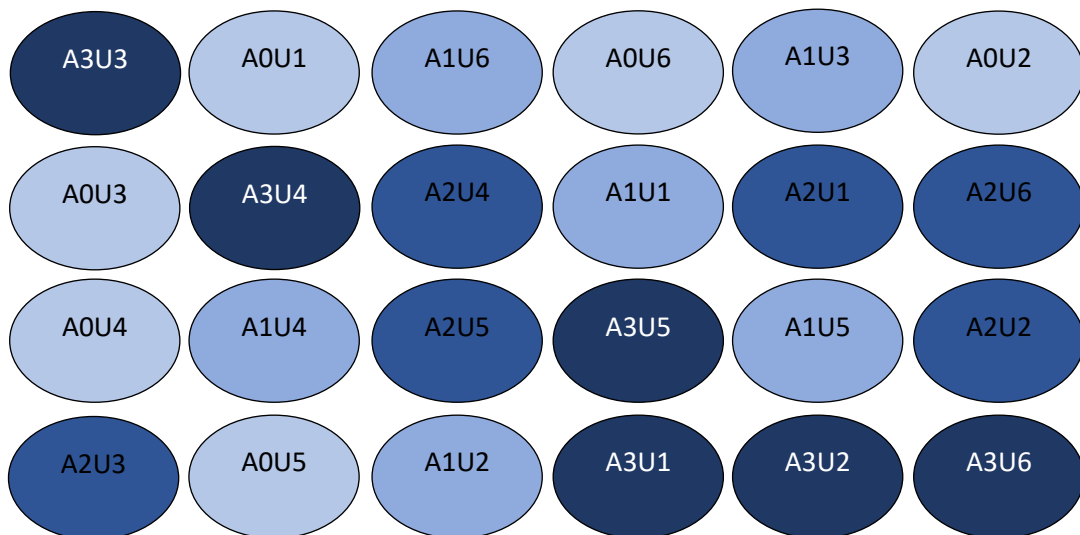 A3U3 A0U1 A1U6 A0U6 A1U3 A0U2
A0U3 A3U4 A2U4 A1U1 A2U1 A2U6
A0U4 A1U4 A2U5 A3U5 A1U5 A2U2
A2U3 A0U5 A1U2 A3U1 A3U2 A3U6